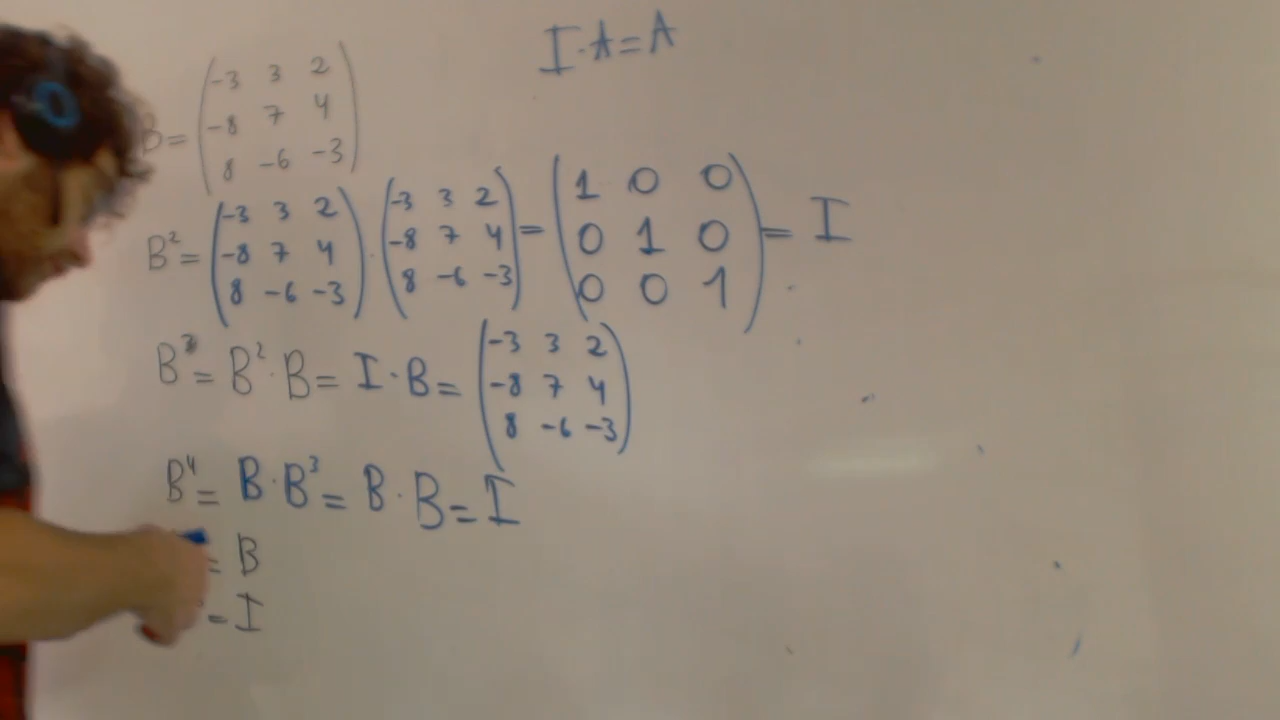 I·A=A
B= (-3 3 2
-8 7 4
8 -6 -3)
B²= (-3 3 2
-8 7 4
8 -6 -3) · (-3 3 2
-8 7 4
8 -6 -3) = (1 0 0
0 1 0
0 0 1) = I
B³= B²·B= I·B= (-3 3 2
-8 7 4
8 -6 -3)
B⁴= B·B³= B·B= I
= B
= I